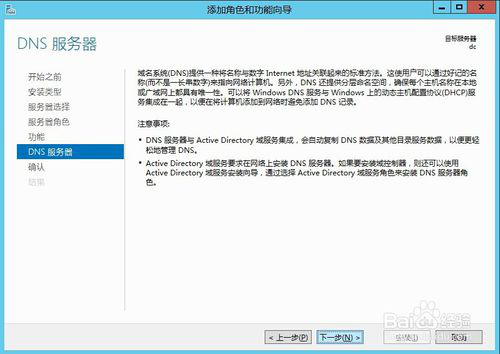 添加角色和功能向导
DNS 服务器
目标服务器
dc
开始之前
安装类型
服务器选择
服务器角色
功能
DNS 服务器
确认
结果
域名系统(DNS)提供一种将名称与数字 Internet 地址关联起来的标准方法。这使用户可以通过好记的名
称(而不是一长串数字)来指向网络计算机。另外，DNS 还提供分层命名空间，确保每个主机名称在本地
或广域网上都具有唯一性。可以将 Windows DNS 服务与 Windows 上的动态主机配置协议(DHCP)服
务集成在一起，以便在将计算机添加到网络时避免添加 DNS 记录。
注意事项:
• DNS 服务器与 Active Directory 域服务集成，会自动复制 DNS 数据及其他目录服务数据，以便更轻
松地管理 DNS。
• Active Directory 域服务要求在网络上安装 DNS 服务器。如果要安装域控制器，则还可以使用
Active Directory 域服务安装向导，通过选择 Active Directory 域服务角色来安装 DNS 服务器角
色。
< 上一步(P)
下一步(N) >
安装(I)
取消
Baidu 经验